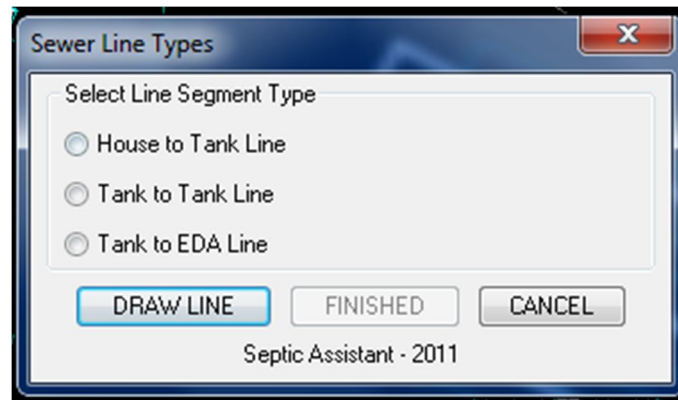 Sewer Line Types
Select Line Segment Type
House to Tank Line
Tank to Tank Line
Tank to EDA Line
DRAW LINE FINISHED CANCEL
Septic Assistant - 2011